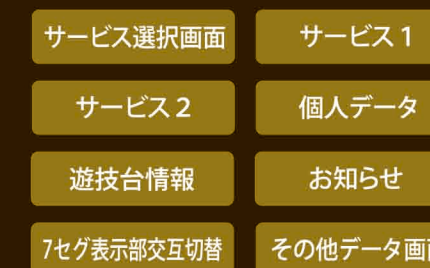 サービス選択画面
サービス１
サービス２
個人データ
遊技台情報
お知らせ
7セグ表示部交互切替
その他データ画面